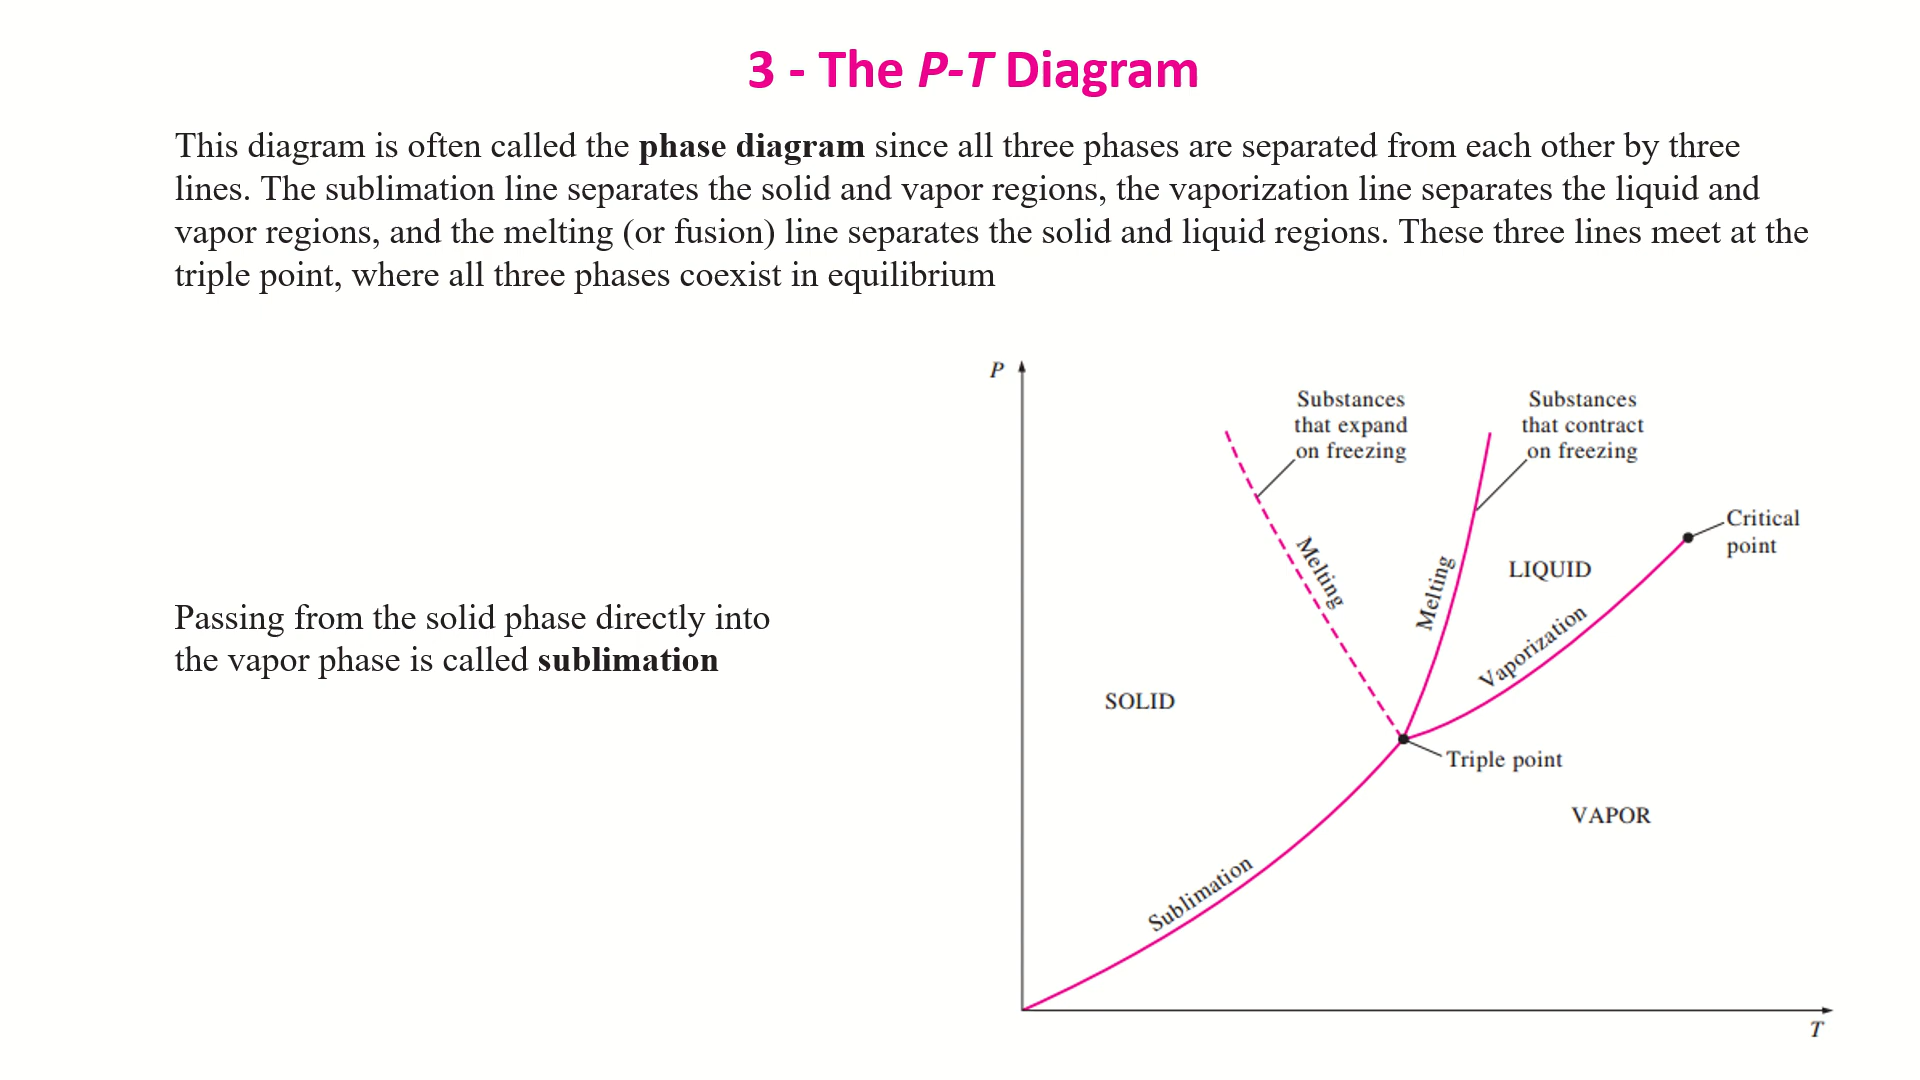 3 - The P-T Diagram
This diagram is often called the phase diagram since all three phases are separated from each other by three
lines. The sublimation line separates the solid and vapor regions, the vaporization line separates the liquid and
vapor regions, and the melting (or fusion) line separates the solid and liquid regions. These three lines meet at the
triple point, where all three phases coexist in equilibrium
Passing from the solid phase directly into
the vapor phase is called sublimation
P
Substances
that expand
on freezing
Substances
that contract
on freezing
Critical
point
Melting
Melting
LIQUID
Vaporization
SOLID
Triple point
VAPOR
Sublimation
T